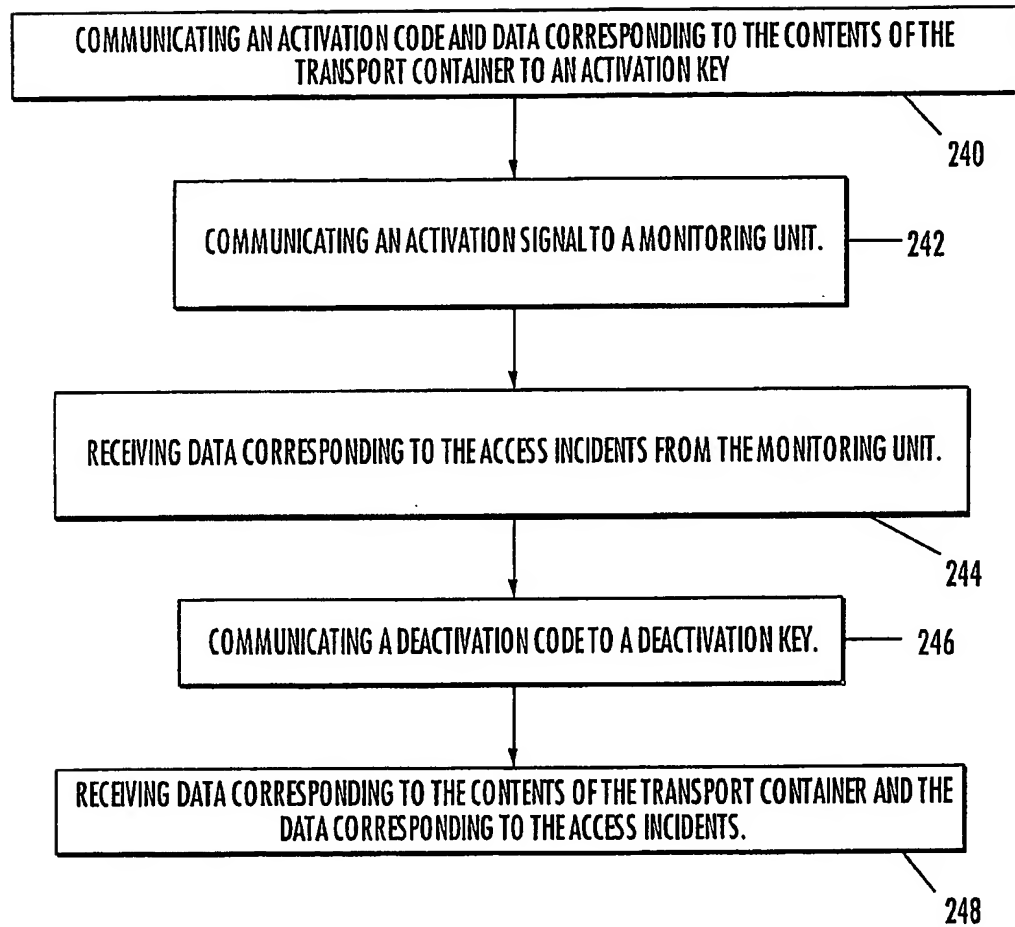 COMMUNICATING AN ACTIVATION CODE AND DATA CORRESPONDING TO THE CONTENTS OF THE
TRANSPORT CONTAINER TO AN ACTIVATION KEY
240
COMMUNICATING AN ACTIVATION SIGNAL TO A MONITORING UNIT.
242
RECEIVING DATA CORRESPONDING TO THE ACCESS INCIDENTS FROM THE MONITORING UNIT.
244
COMMUNICATING A DEACTIVATION CODE TO A DEACTIVATION KEY.
246
RECEIVING DATA CORRESPONDING TO THE CONTENTS OF THE TRANSPORT CONTAINER AND THE
DATA CORRESPONDING TO THE ACCESS INCIDENTS.
248